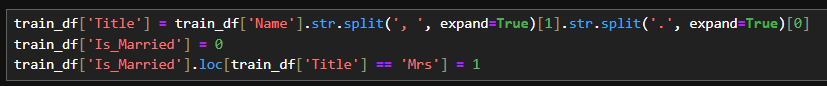 train_df['Title'] = train_df['Name'].str.split(', ', expand=True)[1].str.split('.', expand=True)[0]
train_df['Is_Married'] = 0
train_df['Is_Married'].loc[train_df['Title'] == 'Mrs'] = 1